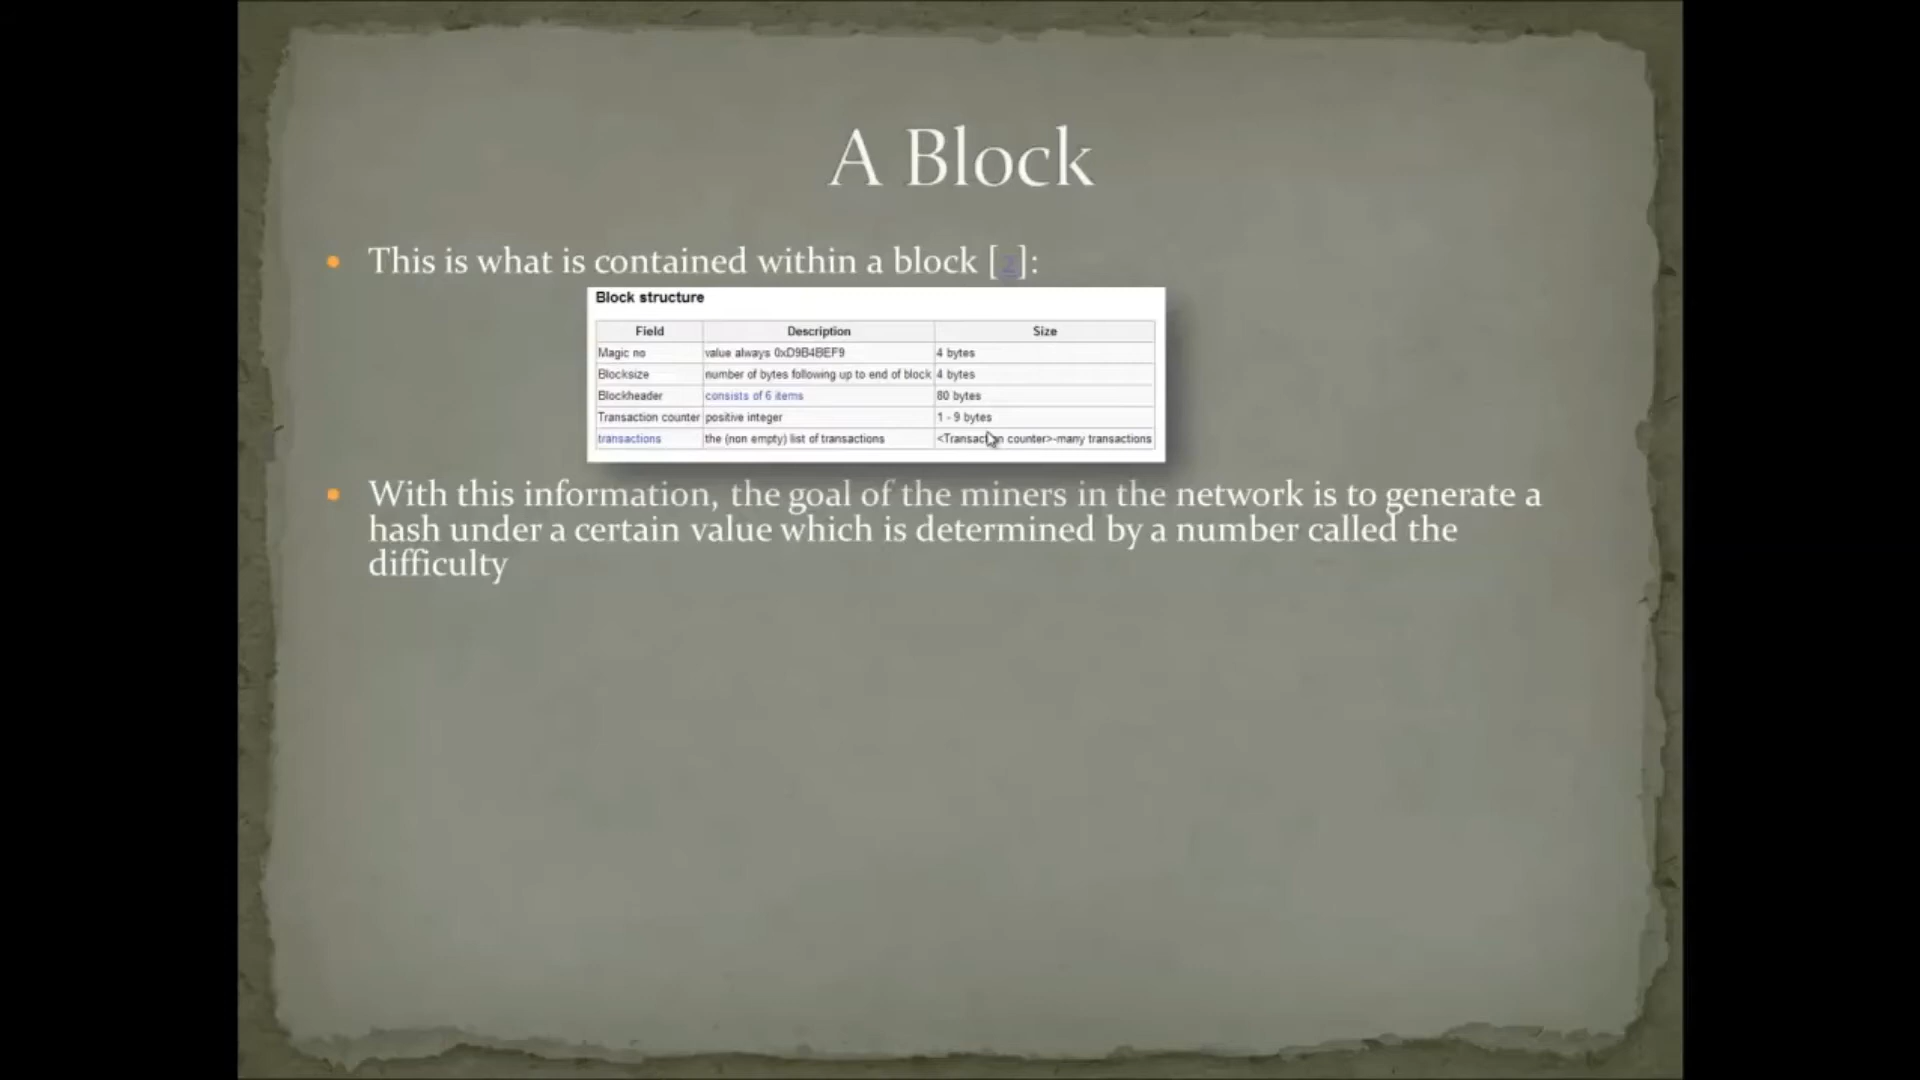 A Block
• This is what is contained within a block [2]:
Block structure
Field Description Size
Magic no value always 0xD9B4BEF9 4 bytes
Blocksize number of bytes following up to end of block 4 bytes
Blockheader consists of 6 items 80 bytes
Transaction counter positive integer 1 - 9 bytes
transactions the (non empty) list of transactions <Transaction counter>-many transactions
• With this information, the goal of the miners in the network is to generate a
hash under a certain value which is determined by a number called the
difficulty